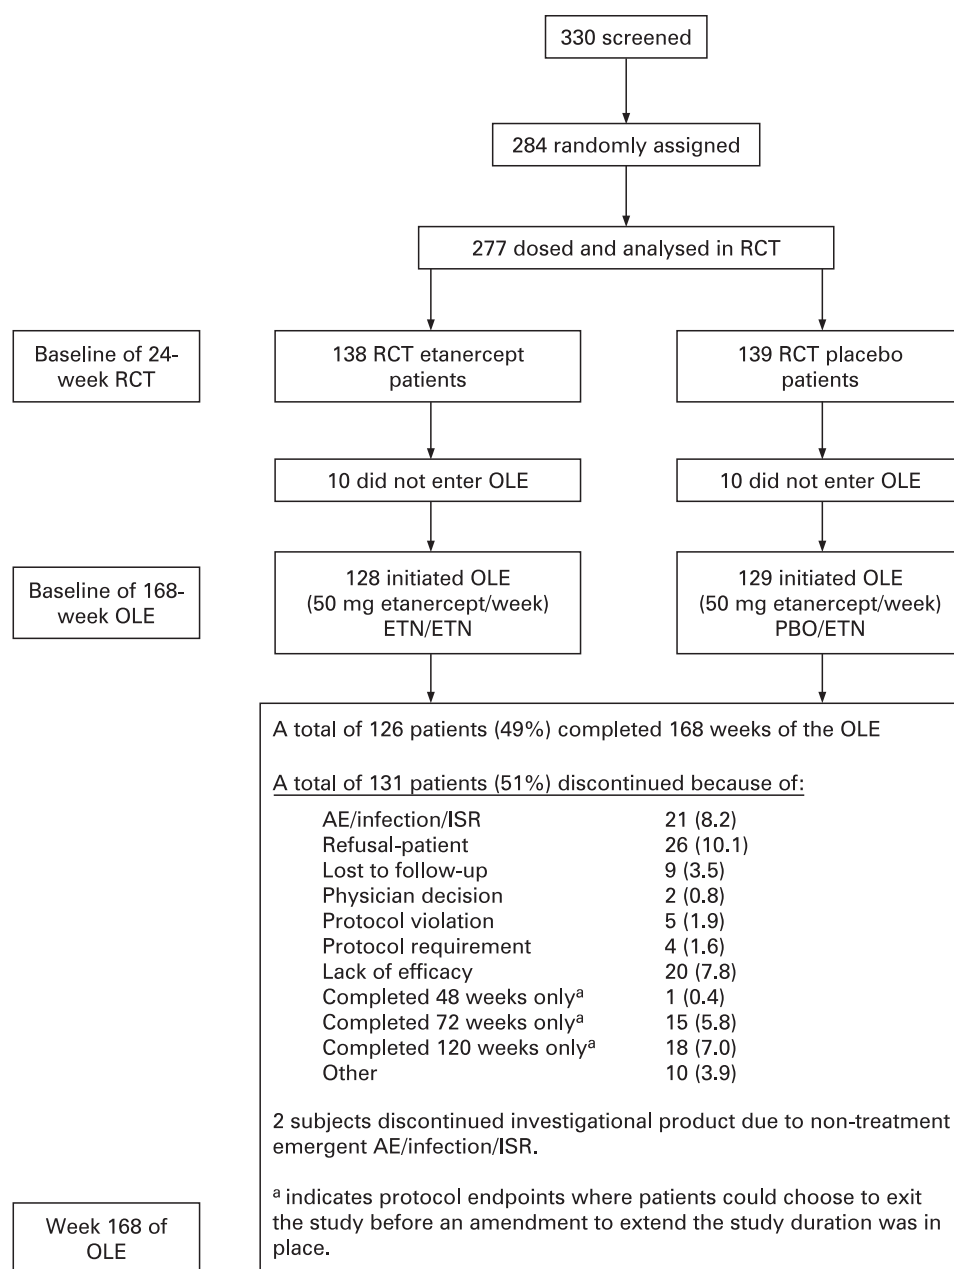 330 screened
284 randomly assigned
277 dosed and analysed in RCT
Baseline of 24-
week RCT
138 RCT etanercept
patients
139 RCT placebo
patients
10 did not enter OLE
10 did not enter OLE
Baseline of 168-
week OLE
128 initiated OLE
(50 mg etanercept/week)
ETN/ETN
129 initiated OLE
(50 mg etanercept/week)
PBO/ETN
A total of 126 patients (49%) completed 168 weeks of the OLE
A total of 131 patients (51%) discontinued because of:
AE/infection/ISR 21 (8.2)
Refusal-patient 26 (10.1)
Lost to follow-up 9 (3.5)
Physician decision 2 (0.8)
Protocol violation 5 (1.9)
Protocol requirement 4 (1.6)
Lack of efficacy 20 (7.8)
Completed 48 weeks onlyᵃ 1 (0.4)
Completed 72 weeks onlyᵃ 15 (5.8)
Completed 120 weeks onlyᵃ 18 (7.0)
Other 10 (3.9)
2 subjects discontinued investigational product due to non-treatment
emergent AE/infection/ISR.
ᵃ indicates protocol endpoints where patients could choose to exit
the study before an amendment to extend the study duration was in
place.
Week 168 of
OLE